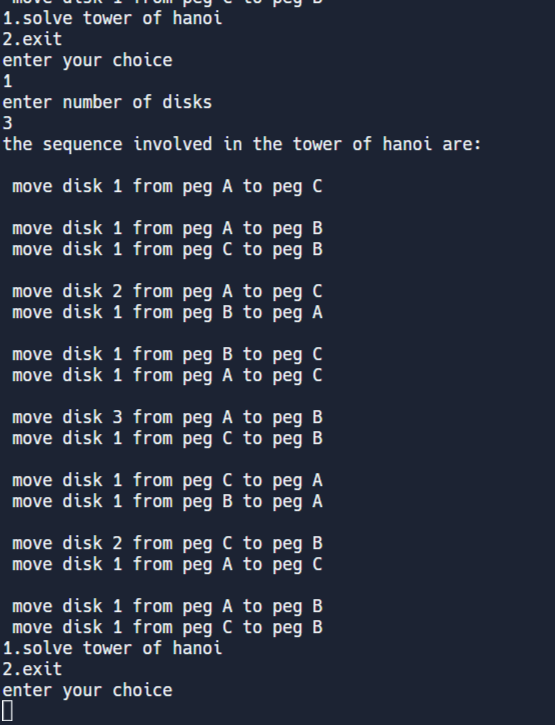 move disk 1 from peg C to peg B
1.solve tower of hanoi
2.exit
enter your choice
1
enter number of disks
3
the sequence involved in the tower of hanoi are:
move disk 1 from peg A to peg C
move disk 1 from peg A to peg B
move disk 1 from peg C to peg B
move disk 2 from peg A to peg C
move disk 1 from peg B to peg A
move disk 1 from peg B to peg C
move disk 1 from peg A to peg C
move disk 3 from peg A to peg B
move disk 1 from peg C to peg B
move disk 1 from peg C to peg A
move disk 1 from peg B to peg A
move disk 2 from peg C to peg B
move disk 1 from peg A to peg C
move disk 1 from peg A to peg B
move disk 1 from peg C to peg B
1.solve tower of hanoi
2.exit
enter your choice